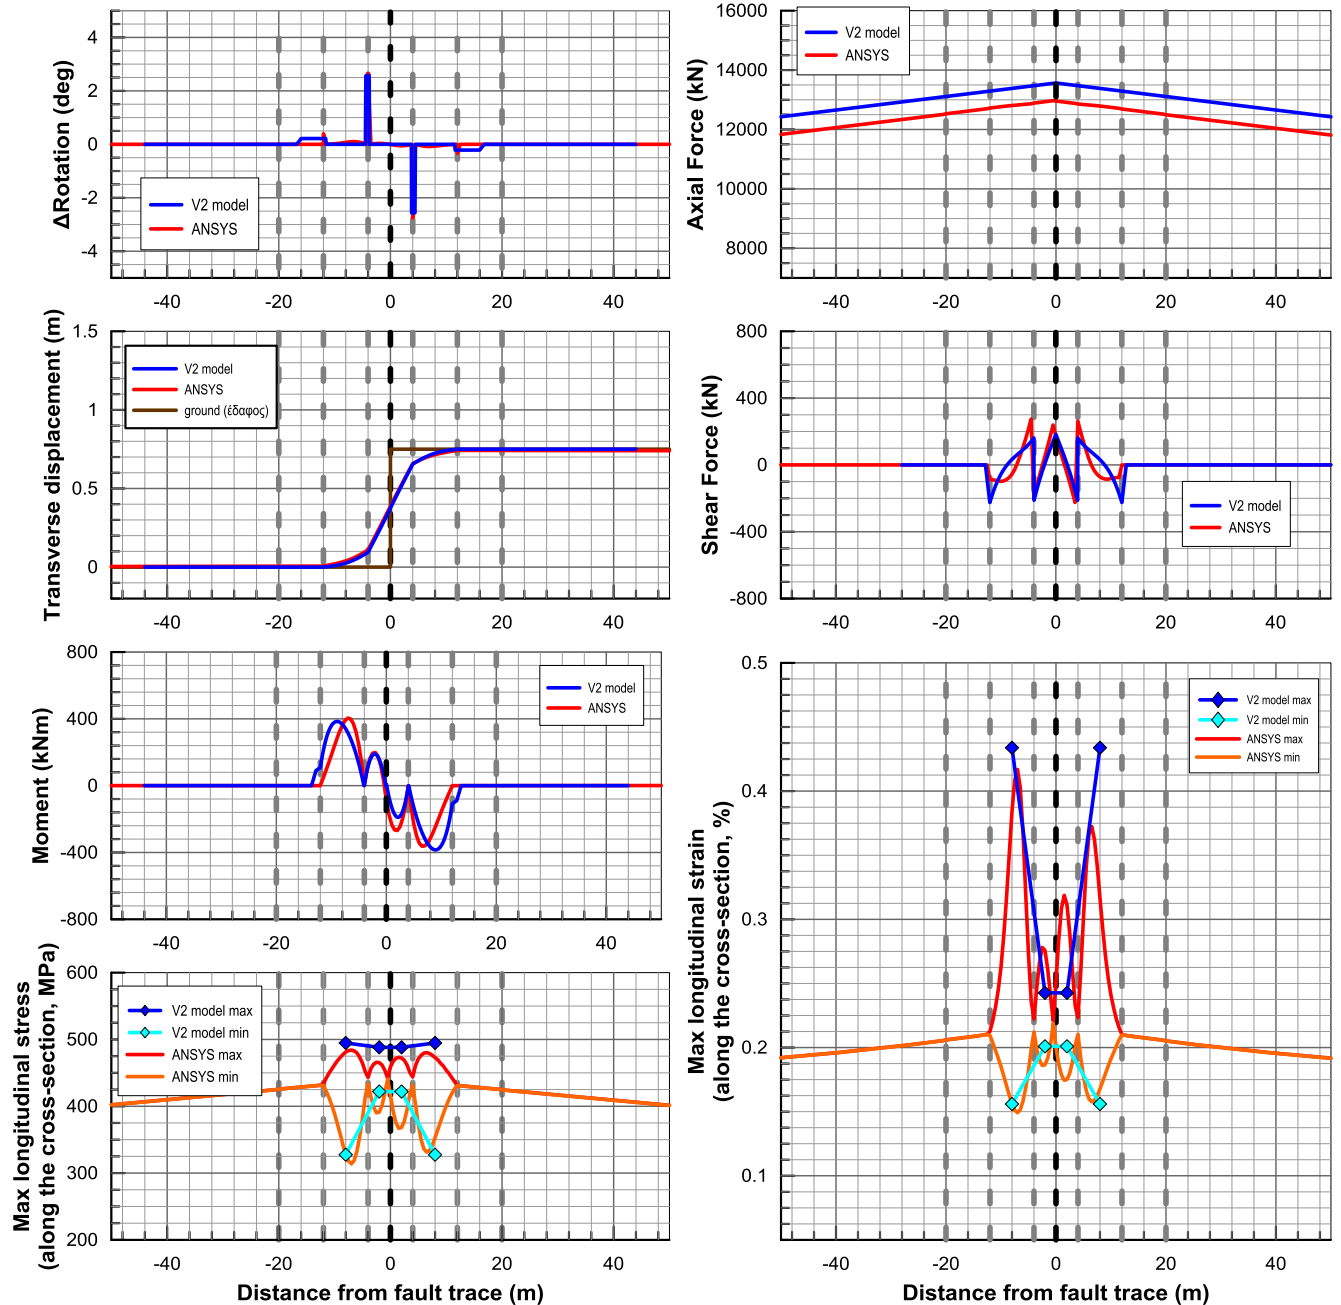 ΔRotation (deg)
4
2
0
-2
-4
V2 model
ANSYS
-40
-20
0
20
40
Axial Force (kN)
16000
14000
12000
10000
8000
V2 model
ANSYS
-40
-20
0
20
40
Transverse displacement (m)
1.5
1
0.5
0
V2 model
ANSYS
ground (έδαφος)
-40
-20
0
20
40
Shear Force (kN)
800
400
0
-400
-800
V2 model
ANSYS
-40
-20
0
20
40
Moment (kNm)
800
400
0
-400
-800
V2 model
ANSYS
-40
-20
0
20
40
Max longitudinal stress
(along the cross-section, MPa)
600
500
400
300
200
V2 model max
V2 model min
ANSYS max
ANSYS min
-40
-20
0
20
40
Distance from fault trace (m)
Max longitudinal strain
(along the cross-section, %)
0.5
0.4
0.3
0.2
0.1
V2 model max
V2 model min
ANSYS max
ANSYS min
-40
-20
0
20
40
Distance from fault trace (m)